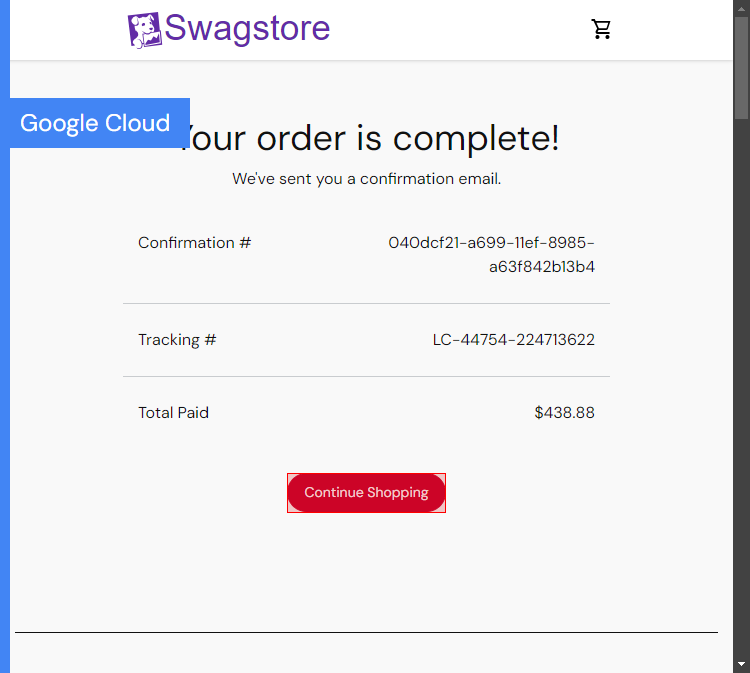 Swagstore
Google Cloud
Your order is complete!
We've sent you a confirmation email.
Confirmation #
040dcf21-a699-11ef-8985-
a63f842b13b4
Tracking #
LC-44754-224713622
Total Paid
$438.88
Continue Shopping